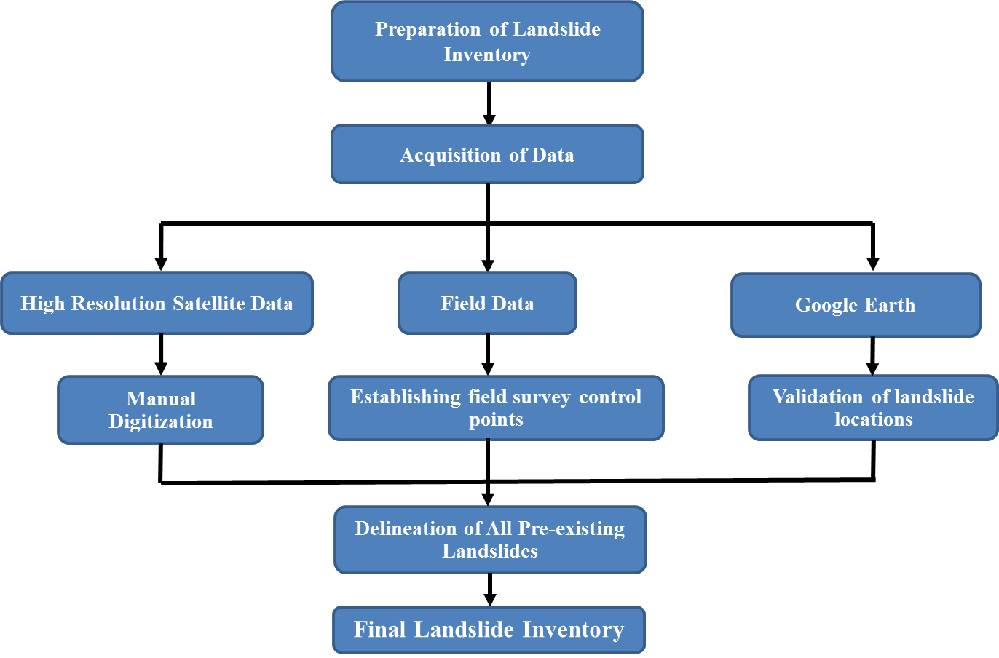 Preparation of Landslide
Inventory
Acquisition of Data
High Resolution Satellite Data
Field Data
Google Earth
Manual
Digitization
Establishing field survey control
points
Validation of landslide
locations
Delineation of All Pre-existing
Landslides
Final Landslide Inventory